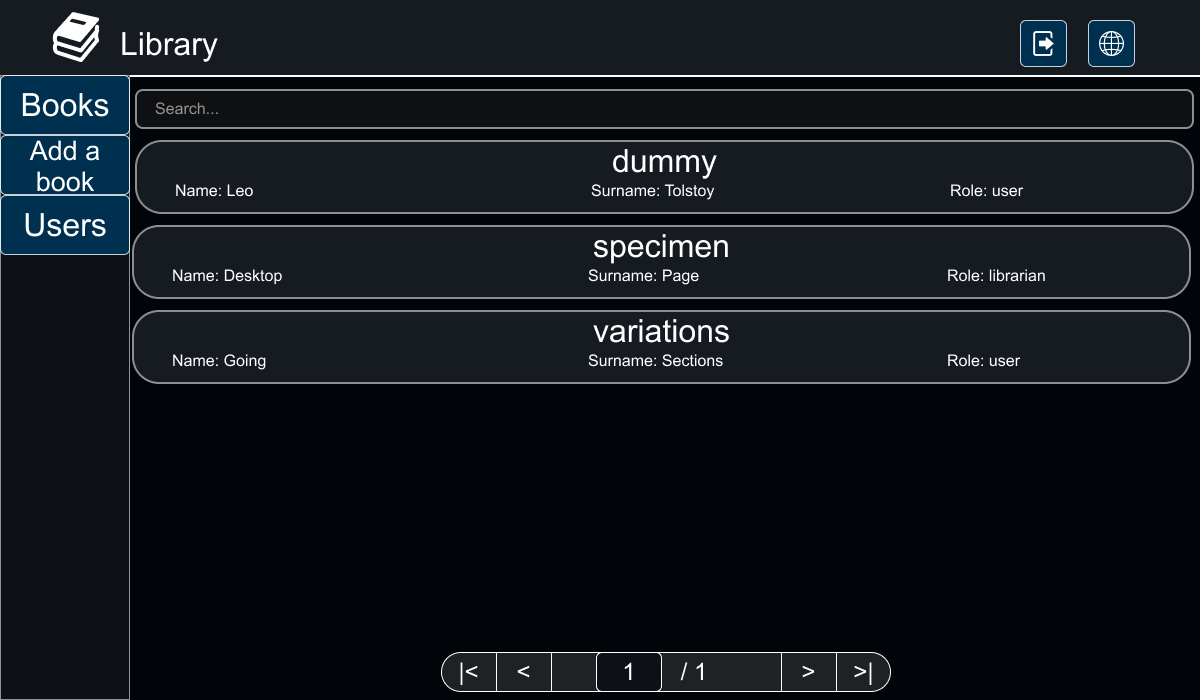 Library
Books
Add a
book
Users
Search...
dummy
Name: Leo Surname: Tolstoy Role: user
specimen
Name: Desktop Surname: Page Role: librarian
variations
Name: Going Surname: Sections Role: user
|< < 1 / 1 > >|